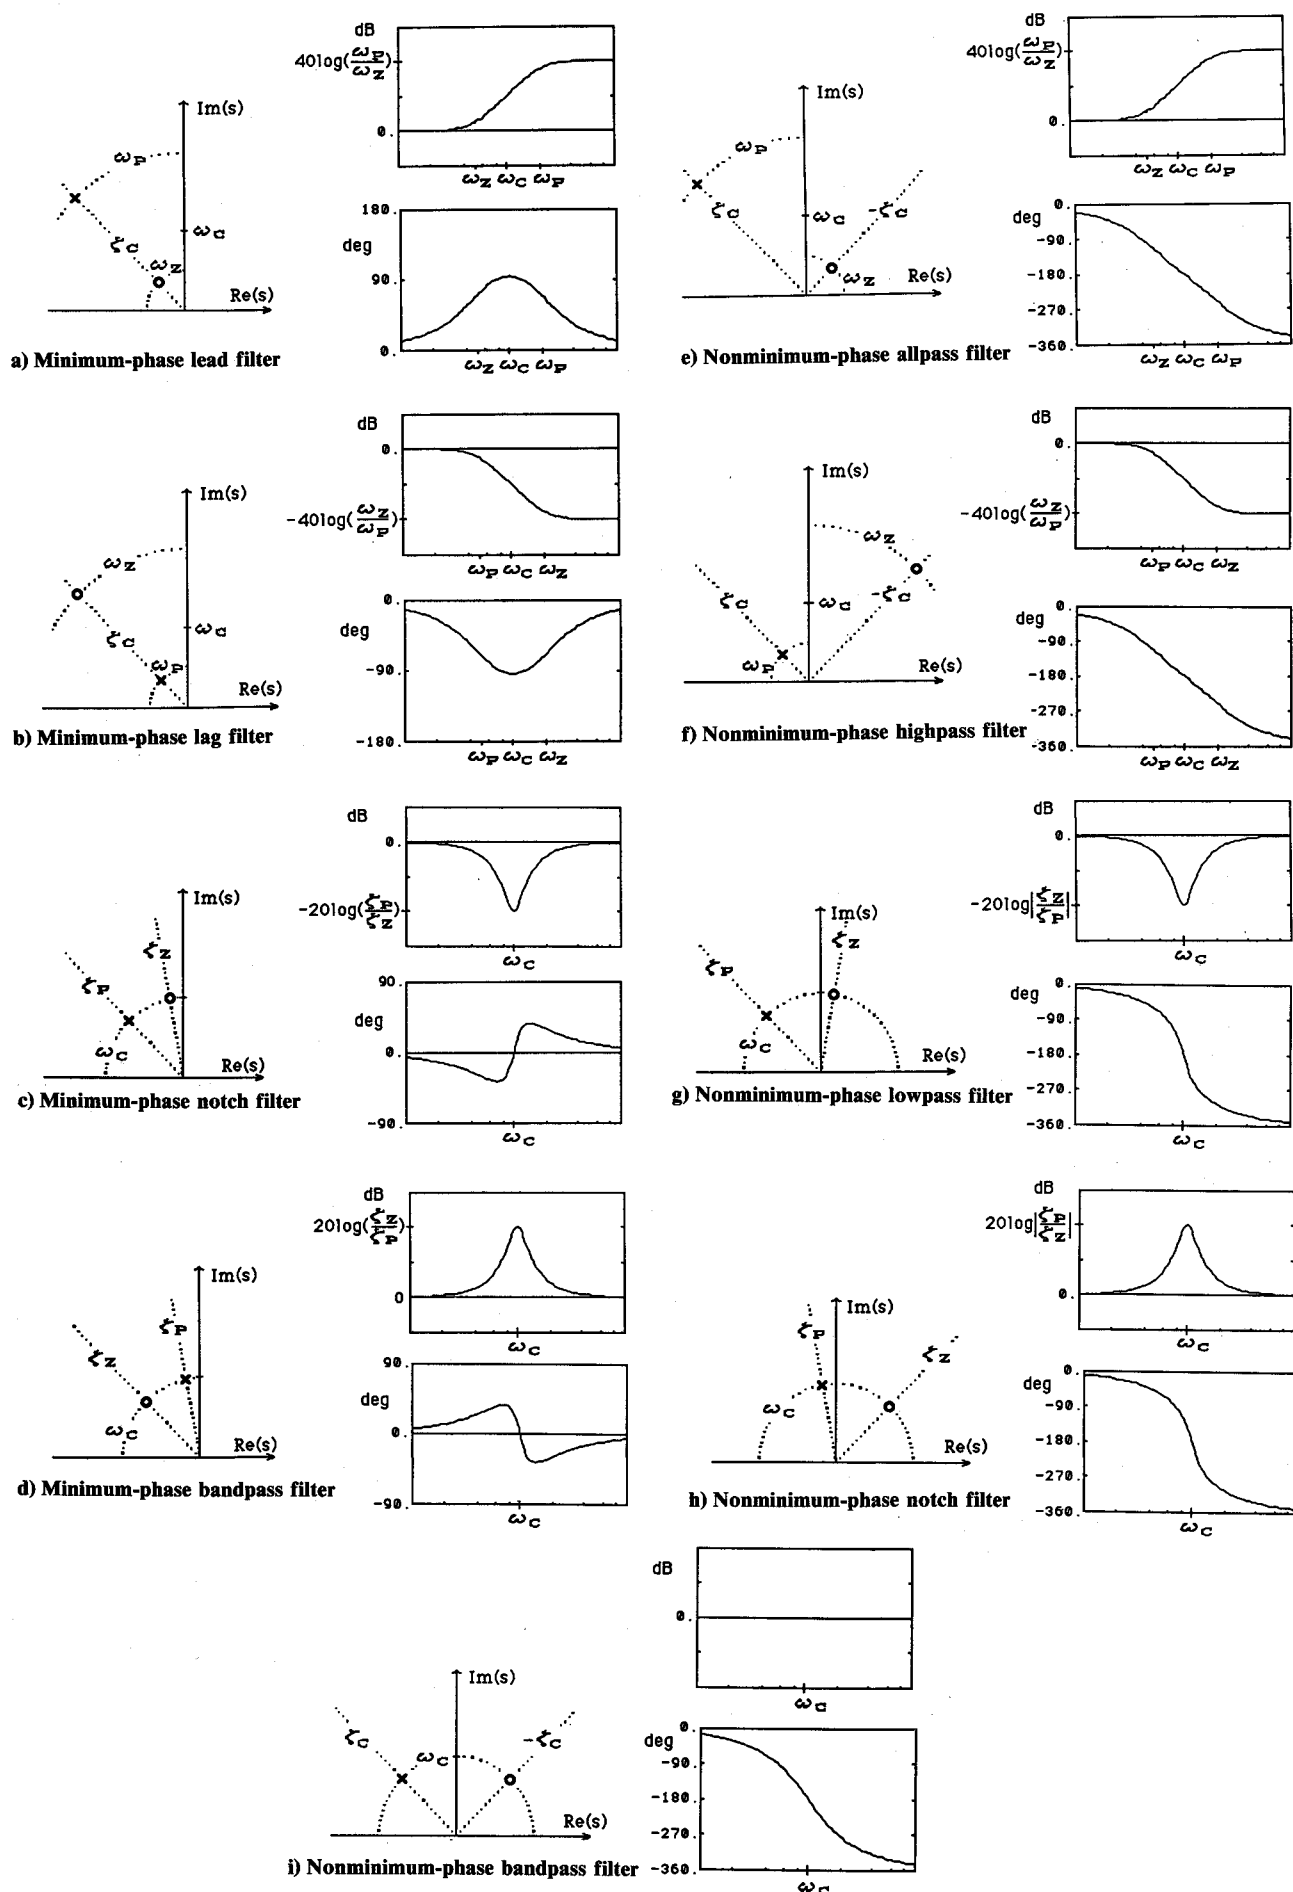 dB
40log(ωP/ωZ)
0.
ωZ ωC ωP
Im(s)
ωP
ζC
ωC
ωZ
Re(s)
180.
deg
90.
0.
ωZ ωC ωP
a) Minimum-phase lead filter
dB
40log(ωP/ωZ)
0.
ωZ ωC ωP
Im(s)
ωP
ζC
ωC
-ζC
ωZ
Re(s)
0.
deg
-90.
-180.
-270.
-360.
ωZ ωC ωP
e) Nonminimum-phase allpass filter
dB
0.
-40log(ωZ/ωP)
ωP ωC ωZ
Im(s)
ωZ
ζC
ωC
ωP
Re(s)
0.
deg
-90.
-180.
ωP ωC ωZ
b) Minimum-phase lag filter
dB
0.
-40log(ωZ/ωP)
ωP ωC ωZ
Im(s)
ωZ
ζC
-ζC
ωC
ωP
Re(s)
0.
deg
-90.
-180.
-270.
-360.
ωP ωC ωZ
f) Nonminimum-phase highpass filter
dB
0.
-20log(ζP/ζZ)
ωC
Im(s)
ζZ
ζP
ωC
Re(s)
90.
deg
0.
-90.
ωC
c) Minimum-phase notch filter
dB
0.
-20log|ζZ/ζP|
ωC
Im(s)
ζZ
ζP
ωC
Re(s)
0.
deg
-90.
-180.
-270.
-360.
ωC
g) Nonminimum-phase lowpass filter
dB
20log(ζZ/ζP)
0
ωC
Im(s)
ζP
ζZ
ωC
Re(s)
90.
deg
0.
-90.
ωC
d) Minimum-phase bandpass filter
dB
20log|ζP/ζZ|
0.
ωC
Im(s)
ζP
ζZ
ωC
Re(s)
0.
deg
-90.
-180.
-270.
-360.
ωC
h) Nonminimum-phase notch filter
dB
0.
ωC
Im(s)
ζC
ωC
-ζC
Re(s)
0.
deg
-90.
-180.
-270.
-360.
ωC
i) Nonminimum-phase bandpass filter